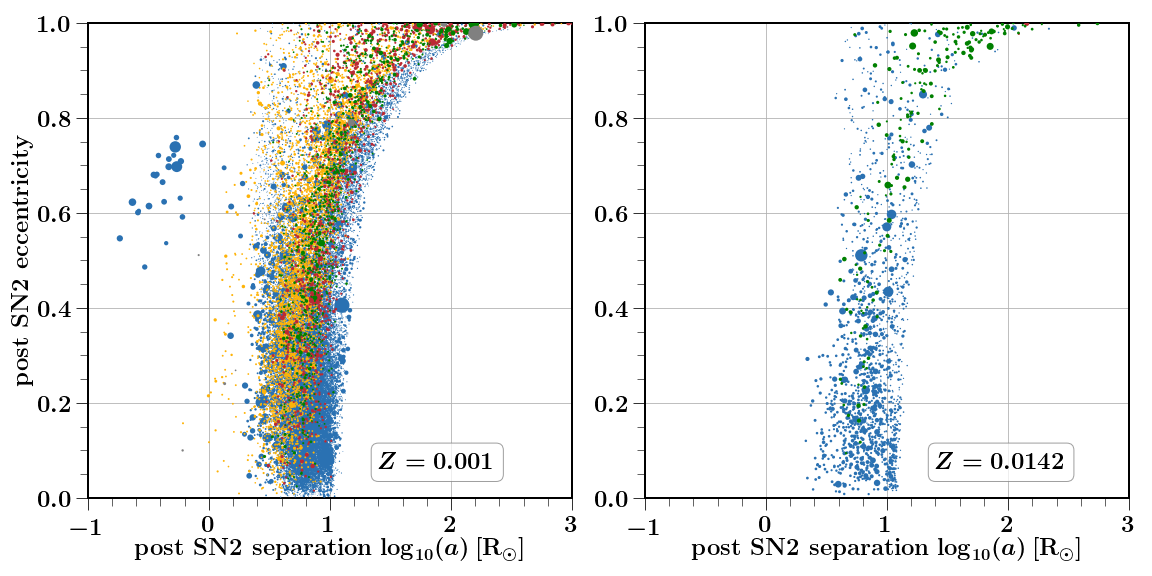 1.0
0.8
0.6
0.4
0.2
0.0
post SN2 eccentricity
Z = 0.001
−1 0 1 2 3
post SN2 separation log₁₀(a) [R☉]
1.0
0.8
0.6
0.4
0.2
0.0
Z = 0.0142
−1 0 1 2 3
post SN2 separation log₁₀(a) [R☉]